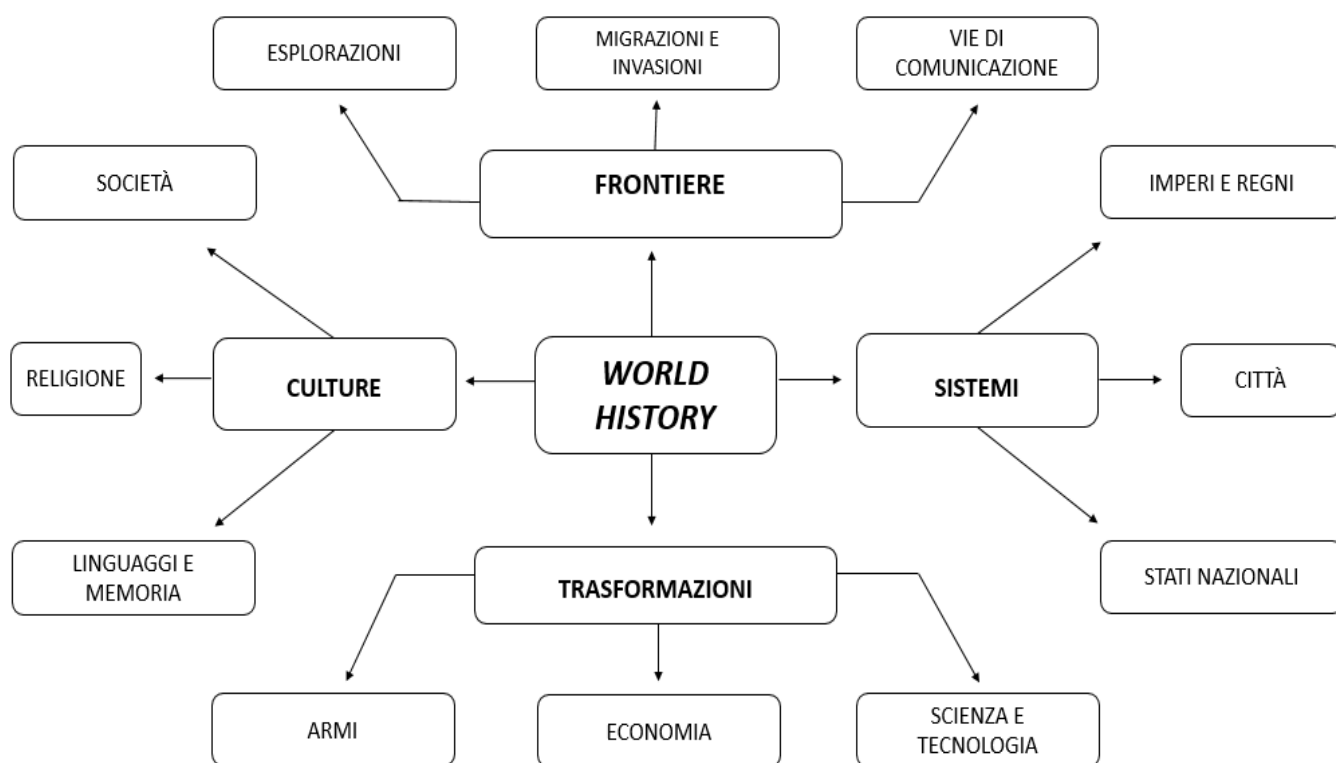 ESPLORAZIONI
MIGRAZIONI E
INVASIONI
VIE DI
COMUNICAZIONE
SOCIETÀ
FRONTIERE
IMPERI E REGNI
RELIGIONE
CULTURE
WORLD
HISTORY
SISTEMI
CITTÀ
LINGUAGGI E
MEMORIA
TRASFORMAZIONI
STATI NAZIONALI
ARMI
ECONOMIA
SCIENZA E
TECNOLOGIA